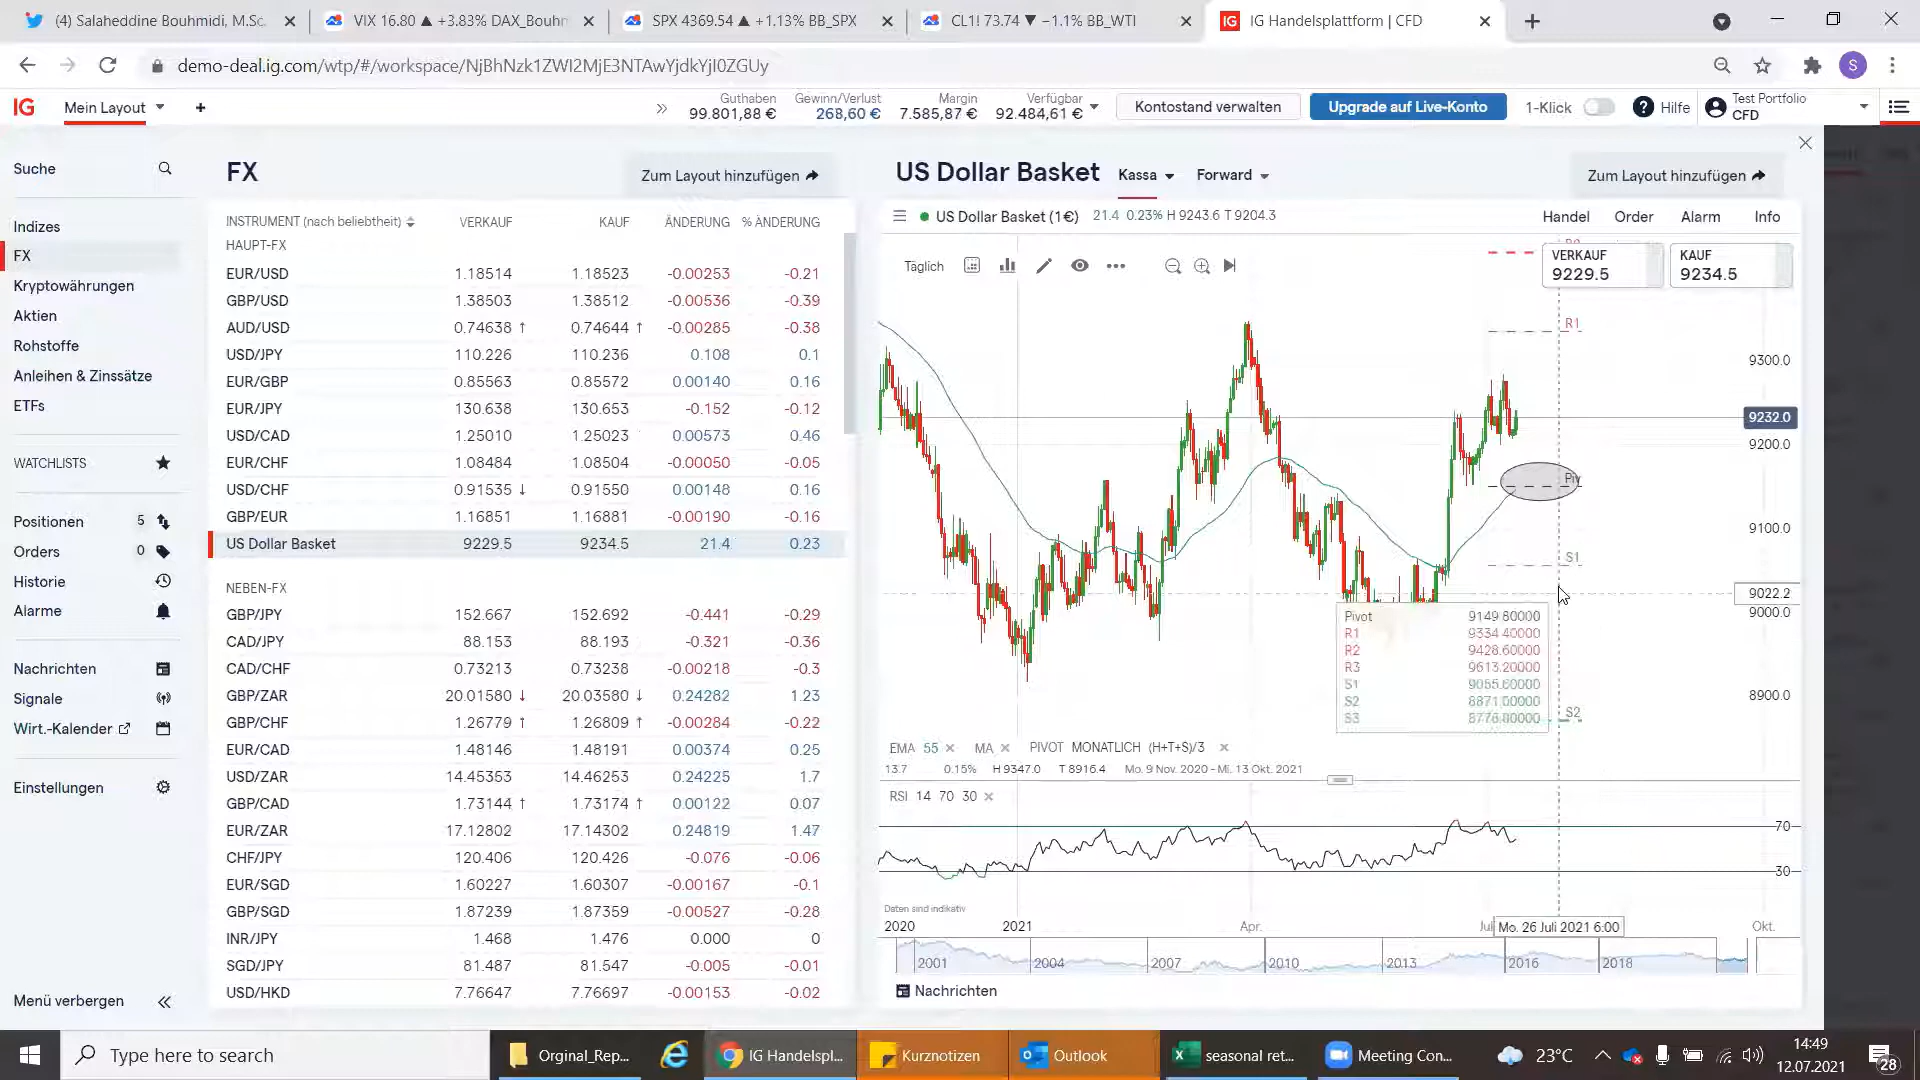 (4) Salaheddine Bouhmidi, M.Sc.
VIX 16.80 ▲ +3.83% DAX_Bouhm
SPX 4369.54 ▲ +1.13% BB_SPX
CL1! 73.74 ▼ −1.1% BB_WTI
IG Handelsplattform | CFD
demo-deal.ig.com/wtp/#/workspace/NjBhNzk1ZWI2MjE3NTAwYjdkYjI0ZGUy
S
IG
Mein Layout
Guthaben
99.801,88 €
Gewinn/Verlust
268,60 €
Margin
7.585,87 €
Verfügbar
92.484,61 €
Kontostand verwalten
Upgrade auf Live-Konto
1-Klick
Hilfe
Test Portfolio
CFD
Suche
Indizes
FX
Kryptowährungen
Aktien
Rohstoffe
Anleihen & Zinssätze
ETFs
WATCHLISTS
Positionen 5
Orders 0
Historie
Alarme
Nachrichten
Signale
Wirt.-Kalender
Einstellungen
Menü verbergen
FX
Zum Layout hinzufügen
INSTRUMENT (nach beliebtheit) VERKAUF KAUF ÄNDERUNG % ÄNDERUNG
HAUPT-FX
EUR/USD 1.18514 1.18523 -0.00253 -0.21
GBP/USD 1.38503 1.38512 -0.00536 -0.39
AUD/USD 0.74638 ↑ 0.74644 ↑ -0.00285 -0.38
USD/JPY 110.226 110.236 0.108 0.1
EUR/GBP 0.85563 0.85572 0.00140 0.16
EUR/JPY 130.638 130.653 -0.152 -0.12
USD/CAD 1.25010 1.25023 0.00573 0.46
EUR/CHF 1.08484 1.08504 -0.00050 -0.05
USD/CHF 0.91535 ↓ 0.91550 0.00148 0.16
GBP/EUR 1.16851 1.16881 -0.00190 -0.16
US Dollar Basket 9229.5 9234.5 21.4 0.23
NEBEN-FX
GBP/JPY 152.667 152.692 -0.441 -0.29
CAD/JPY 88.153 88.193 -0.321 -0.36
CAD/CHF 0.73213 0.73238 -0.00218 -0.3
GBP/ZAR 20.01580 ↓ 20.03580 ↓ 0.24282 1.23
GBP/CHF 1.26779 ↑ 1.26809 ↑ -0.00284 -0.22
EUR/CAD 1.48146 1.48191 0.00374 0.25
USD/ZAR 14.45353 14.46253 0.24225 1.7
GBP/CAD 1.73144 ↑ 1.73174 ↑ 0.00122 0.07
EUR/ZAR 17.12802 17.14302 0.24819 1.47
CHF/JPY 120.406 120.426 -0.076 -0.06
EUR/SGD 1.60227 1.60307 -0.00167 -0.1
GBP/SGD 1.87239 1.87359 -0.00527 -0.28
INR/JPY 1.468 1.476 0.000 0
SGD/JPY 81.487 81.547 -0.005 -0.01
USD/HKD 7.76647 7.76697 -0.00153 -0.02
US Dollar Basket
Kassa
Forward
Zum Layout hinzufügen
US Dollar Basket (1 €) 21.4 0.23% H 9243.6 T 9204.3
Handel Order Alarm Info
Täglich
VERKAUF
9229.5
KAUF
9234.5
R1
9300.0
9232.0
9200.0
Piv
9100.0
S1
9022.2
9000.0
8900.0
S2
Pivot 9149.80000
R1 9334.40000
R2 9428.60000
R3 9613.20000
S1 9055.60000
S2 8871.00000
S3 8776.80000
EMA 55 × MA × PIVOT MONATLICH (H+T+S)/3 ×
13.7 0.15% H 9347.0 T 8916.4 Mo. 9 Nov. 2020 - Mi. 13 Okt. 2021
RSI 14 70 30 ×
70
30
Daten sind indikativ
2020 2021 Apr. Jul Mo. 26 Juli 2021 6:00 Okt.
2001 2004 2007 2010 2013 2016 2018
Nachrichten
Type here to search
Orginal_Rep...
IG Handelspl...
Kurznotizen
Outlook
seasonal ret...
Meeting Con...
23°C
14:49
12.07.2021
28